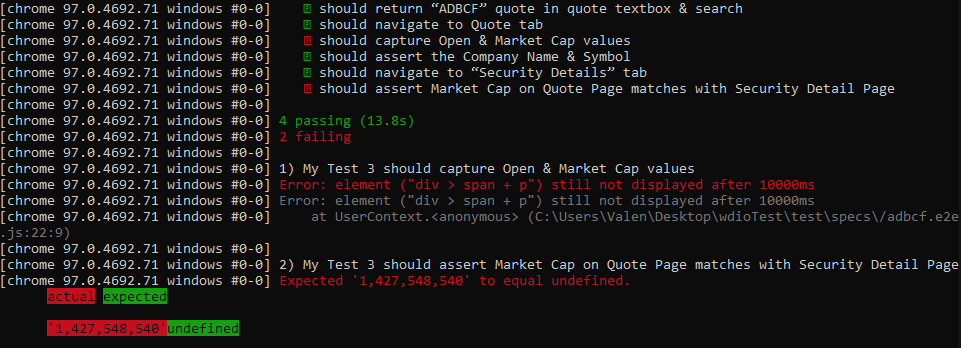 [chrome 97.0.4692.71 windows #0-0] should return “ADBCF” quote in quote textbox & search
[chrome 97.0.4692.71 windows #0-0] should navigate to Quote tab
[chrome 97.0.4692.71 windows #0-0] should capture Open & Market Cap values
[chrome 97.0.4692.71 windows #0-0] should assert the Company Name & Symbol
[chrome 97.0.4692.71 windows #0-0] should navigate to “Security Details” tab
[chrome 97.0.4692.71 windows #0-0] should assert Market Cap on Quote Page matches with Security Detail Page
[chrome 97.0.4692.71 windows #0-0]
[chrome 97.0.4692.71 windows #0-0] 4 passing (13.8s)
[chrome 97.0.4692.71 windows #0-0] 2 failing
[chrome 97.0.4692.71 windows #0-0]
[chrome 97.0.4692.71 windows #0-0] 1) My Test 3 should capture Open & Market Cap values
[chrome 97.0.4692.71 windows #0-0] Error: element ("div > span + p") still not displayed after 10000ms
[chrome 97.0.4692.71 windows #0-0] Error: element ("div > span + p") still not displayed after 10000ms
[chrome 97.0.4692.71 windows #0-0] at UserContext.<anonymous> (C:\Users\Valen\Desktop\wdioTest\test\specs\/adbcf.e2e
.js:22:9)
[chrome 97.0.4692.71 windows #0-0]
[chrome 97.0.4692.71 windows #0-0] 2) My Test 3 should assert Market Cap on Quote Page matches with Security Detail Page
[chrome 97.0.4692.71 windows #0-0] Expected '1,427,548,540' to equal undefined.
actual expected
'1,427,548,540'undefined